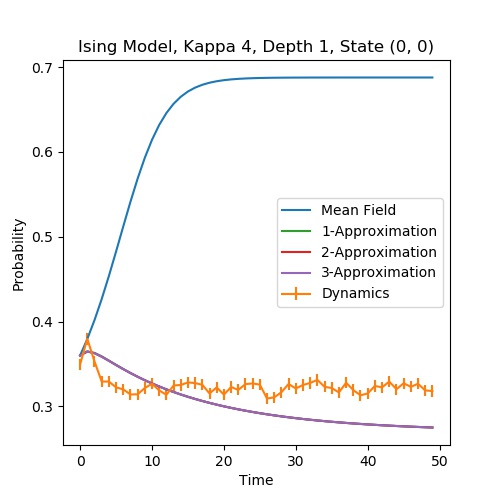 Ising Model, Kappa 4, Depth 1, State (0, 0)
0.7
0.6
0.5
0.4
0.3
Probability
Mean Field
1-Approximation
2-Approximation
3-Approximation
Dynamics
0 10 20 30 40 50
Time